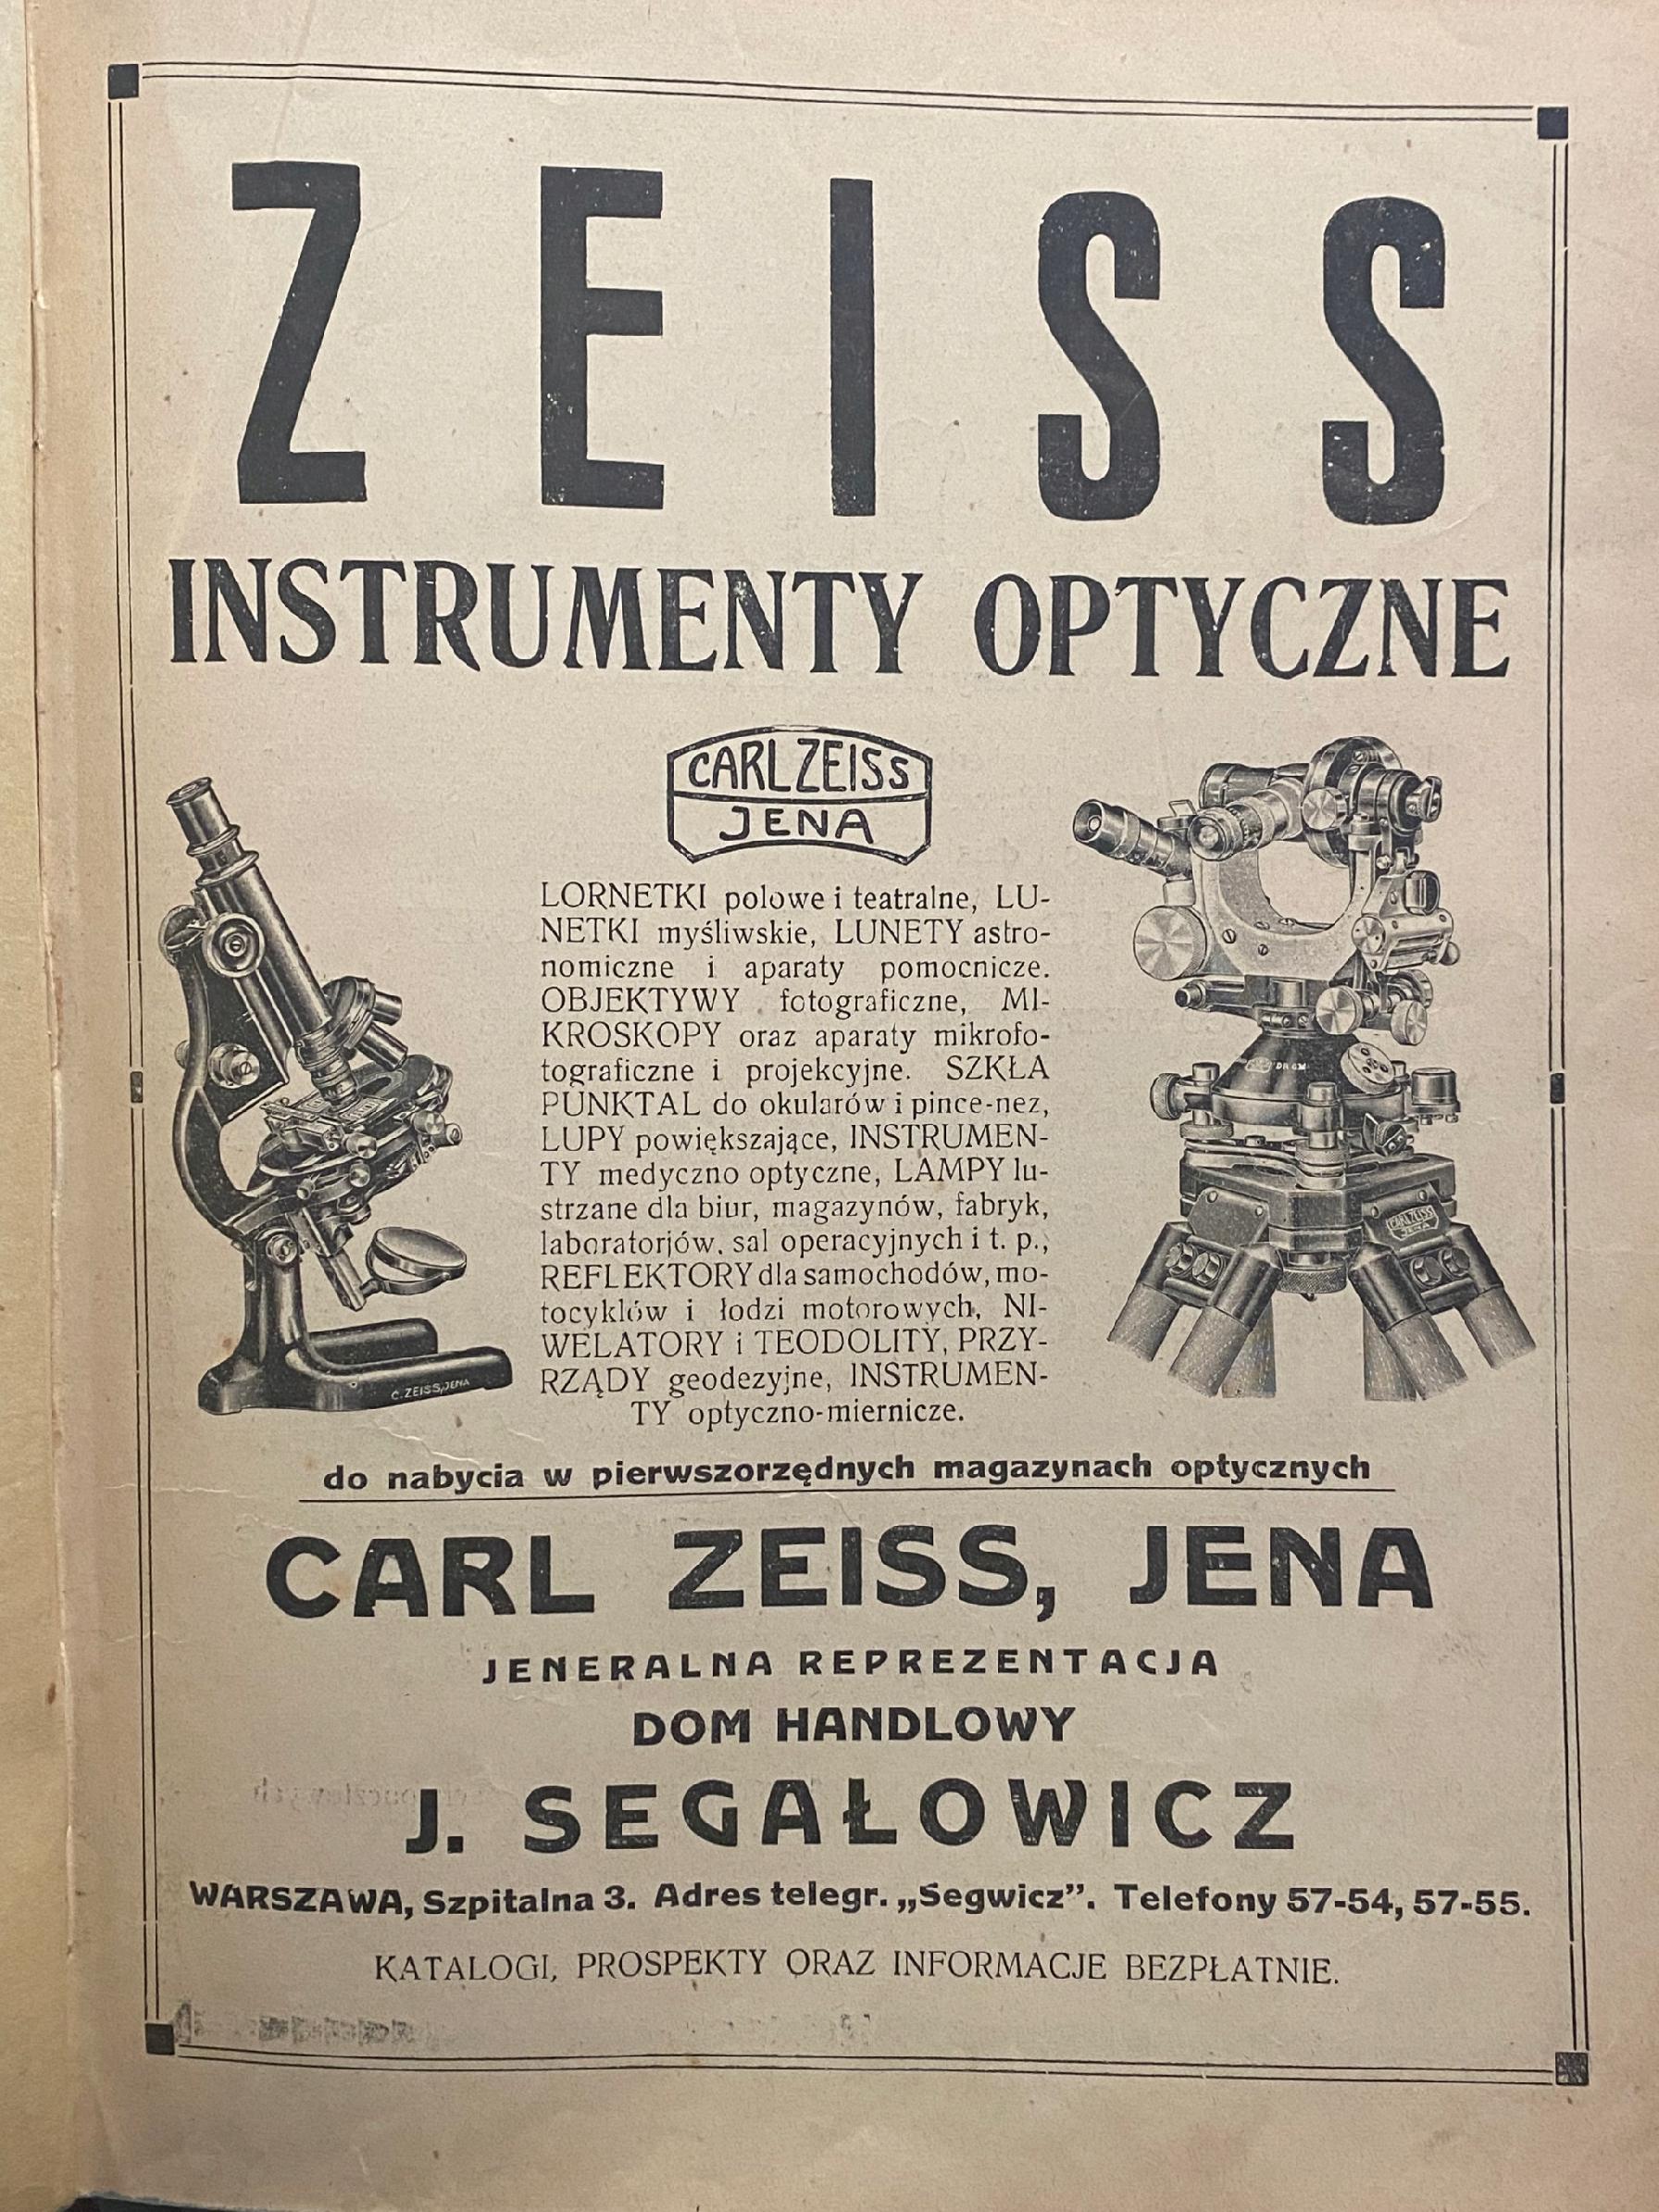 ZEISS
INSTRUMENTY OPTYCZNE
CARL ZEISS
JENA
LORNETKI polowe i teatralne, LU-
NETKI myśliwskie, LUNETY astro-
nomiczne i aparaty pomocnicze.
OBJEKTYWY fotograficzne, MI-
KROSKOPY oraz aparaty mikrofo-
tograficzne i projekcyjne. SZKŁA
PUNKTAL do okularów i pince-nez,
LUPY powiększające, INSTRUMEN-
TY medyczno optyczne, LAMPY lu-
strzane dla biur, magazynów, fabryk,
laboratorjów, sal operacyjnych i t. p.,
REFLEKTORY dla samochodów, mo-
tocyklów i łodzi motorowych, NI-
WELATORY i TEODOLITY, PRZY-
RZĄDY geodezyjne, INSTRUMEN-
TY optyczno-miernicze.
C. ZEISS, JENA
CARL ZEISS
JENA
do nabycia w pierwszorzędnych magazynach optycznych
CARL ZEISS, JENA
JENERALNA REPREZENTACJA
DOM HANDLOWY
J. SEGAŁOWICZ
WARSZAWA, Szpitalna 3. Adres telegr. „Segwicz”. Telefony 57-54, 57-55.
KATALOGI, PROSPEKTY ORAZ INFORMACJE BEZPŁATNIE.